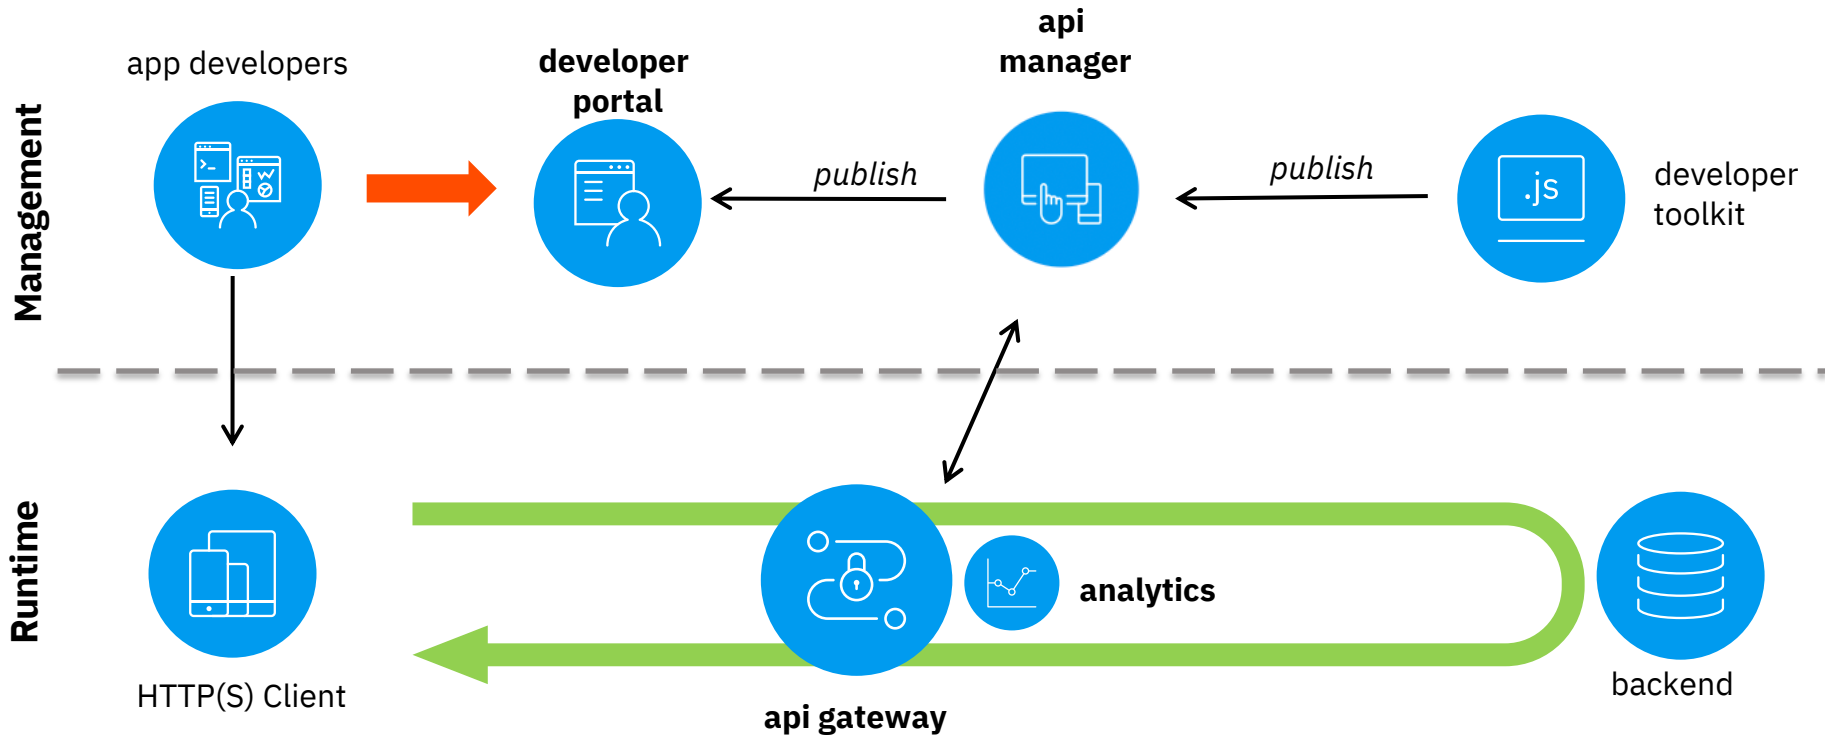 Management
app developers
developer
portal
publish
api
manager
publish
.js
developer
toolkit
Runtime
HTTP(S) Client
api gateway
analytics
backend